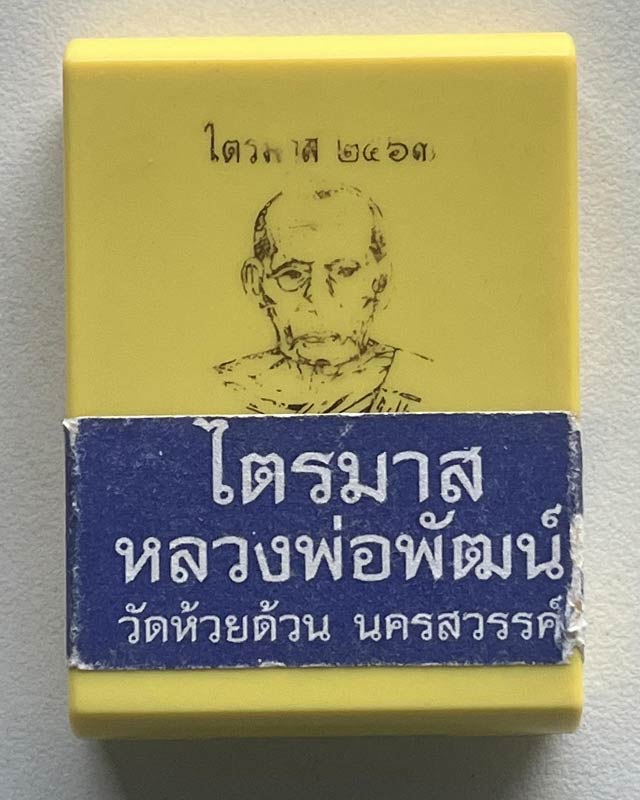 ไตรมาส ๒๕๖๓
ไตรมาส
หลวงพ่อพัฒน์
วัดห้วยด้วน นครสวรรค์